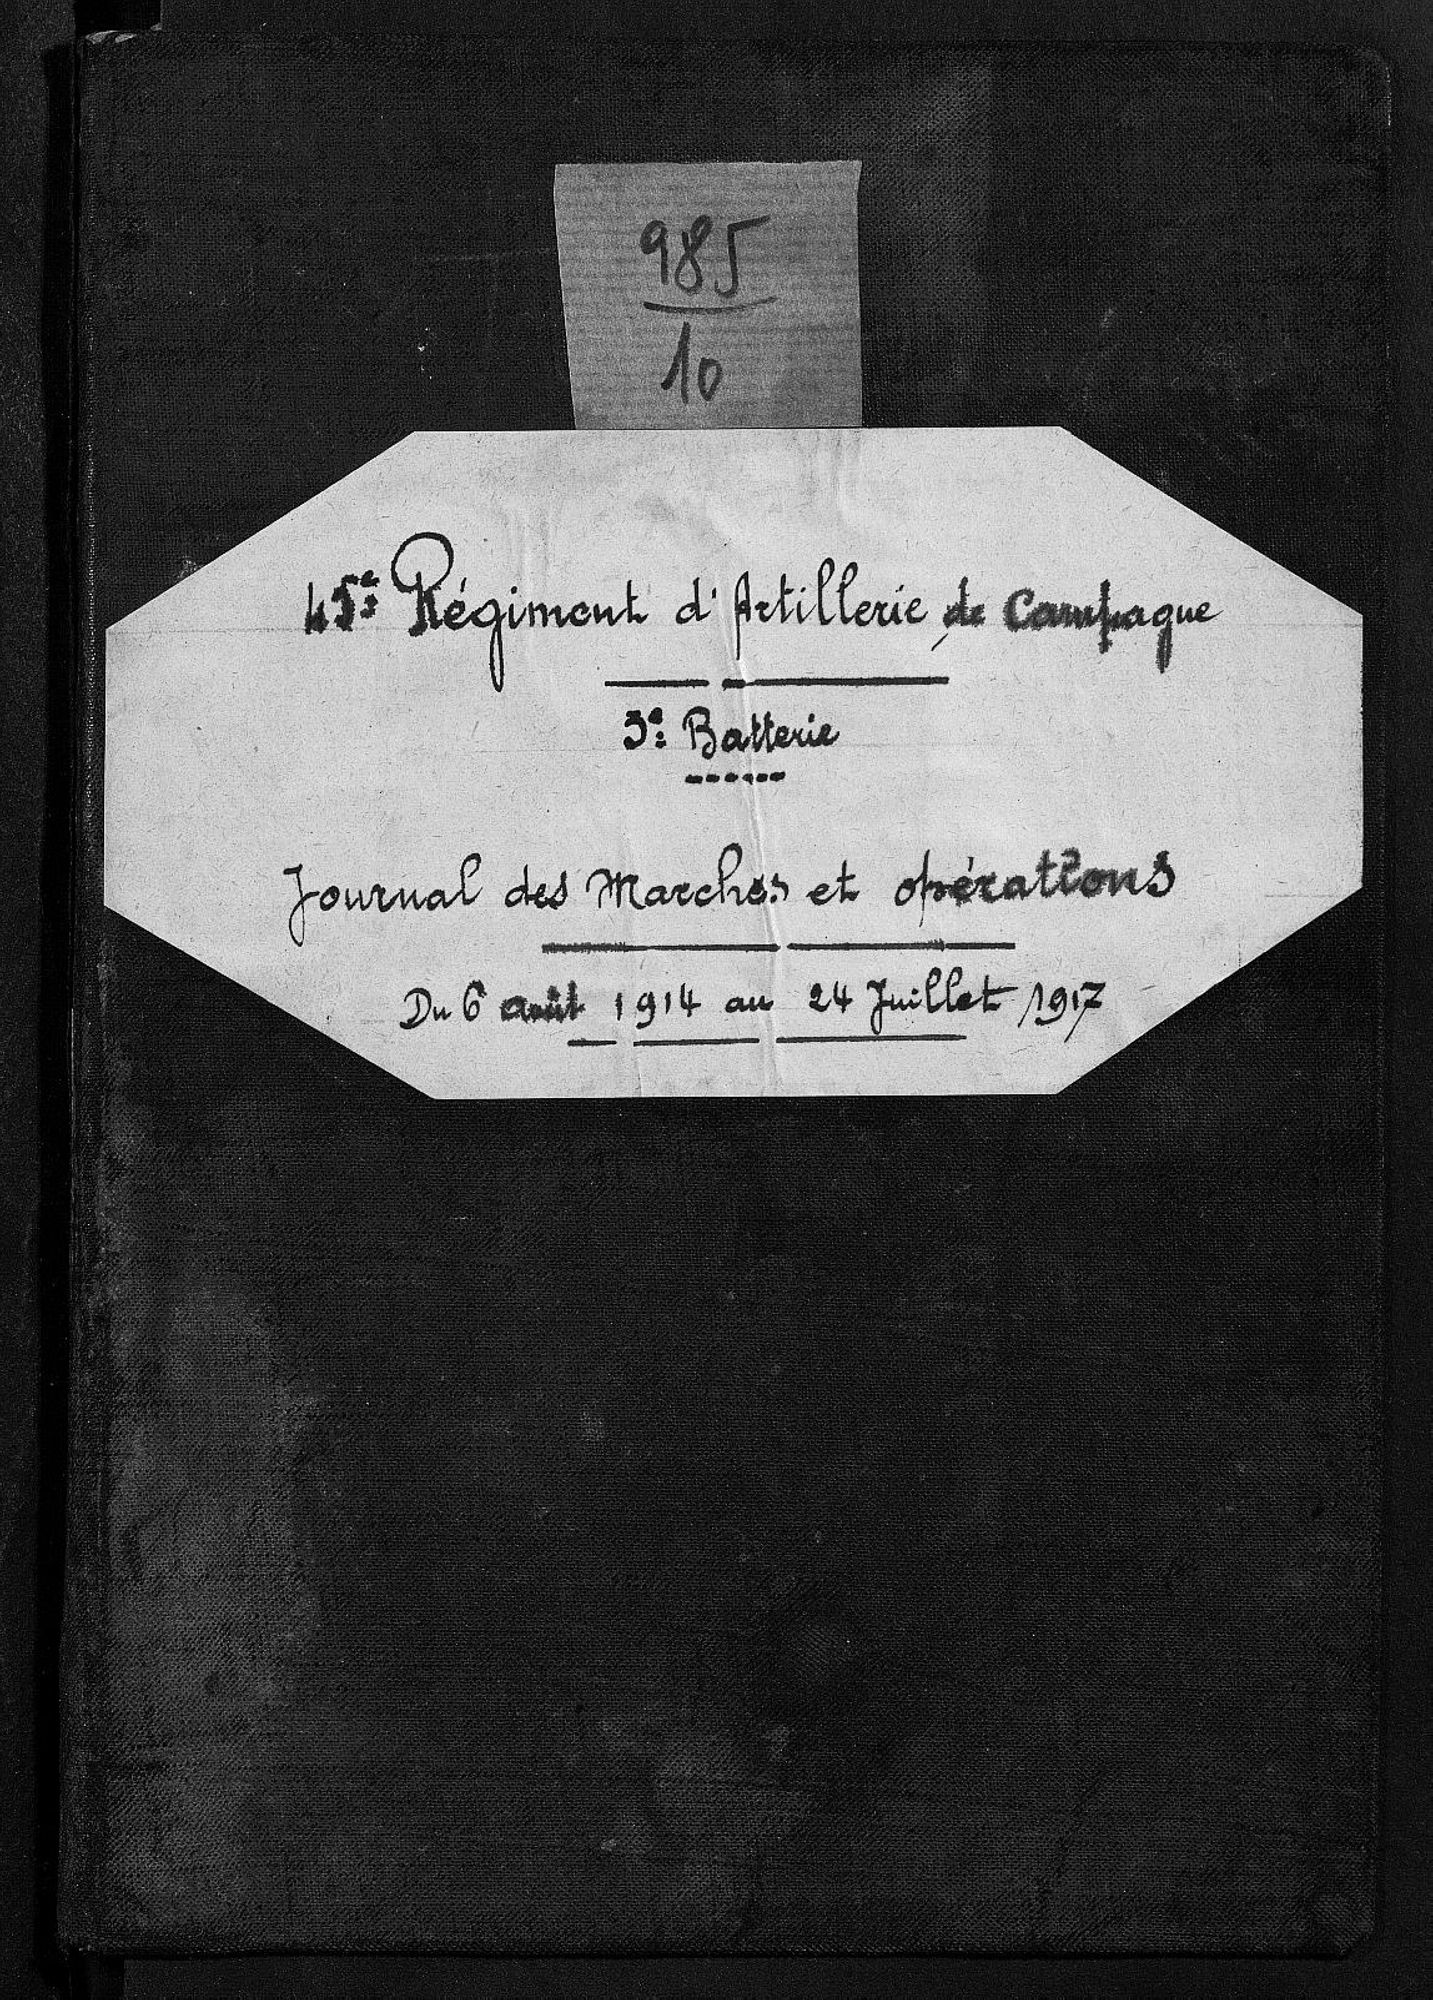 985
10
45e Régiment d'Artillerie de Campagne
3e Batterie
Journal des Marches et opérations
Du 6 août 1914 au 24 Juillet 1917